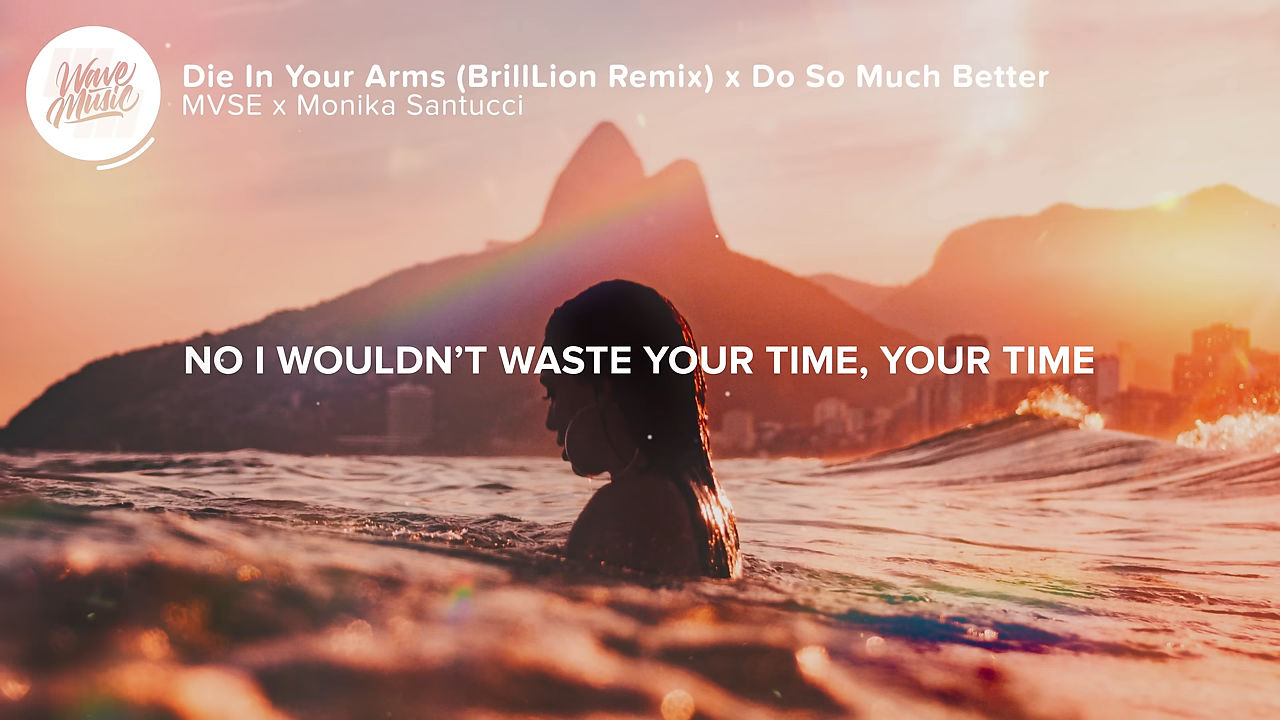 Wave
Music
Die In Your Arms (BrillLion Remix) x Do So Much Better
MVSE x Monika Santucci
NO I WOULDN’T WASTE YOUR TIME, YOUR TIME